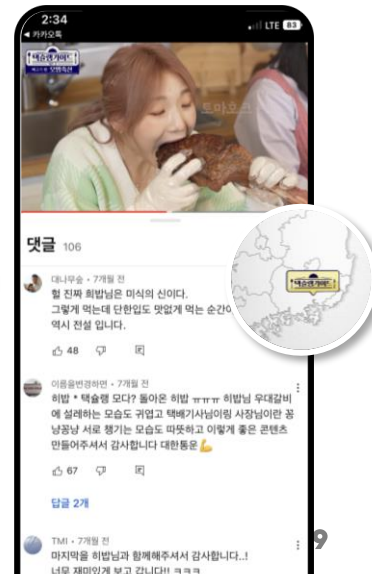 2:34
LTE 83
◀ 카카오톡
택슐랭가이드
토마호크
댓글 106
대나무숲 • 7개월 전
헐 진짜 희밥님은 미식의 신이다.
그렇게 먹는데 단한입도 맛없게 먹는 순간이
역시 전설 입니다.
48
이름을변경하면 • 7개월 전
히밥 * 택슐랭 모다? 돌아온 히밥 ㅠㅠㅠ 히밥님 우대갈비
에 설레하는 모습도 귀엽고 택배기사님이링 사장님이란 꽁
냥꽁냥 서로 챙기는 모습도 따뜻하고 이렇게 좋은 콘텐츠
만들어주셔서 감사합니다 대한통운💪
67
답글 2개
TMI • 7개월 전
마지막을 히밥님과 함께해주셔서 감사합니다..!
너무 재미있게 보고 갑니다!! ㅋㅋㅋ
택슐랭가이드
9